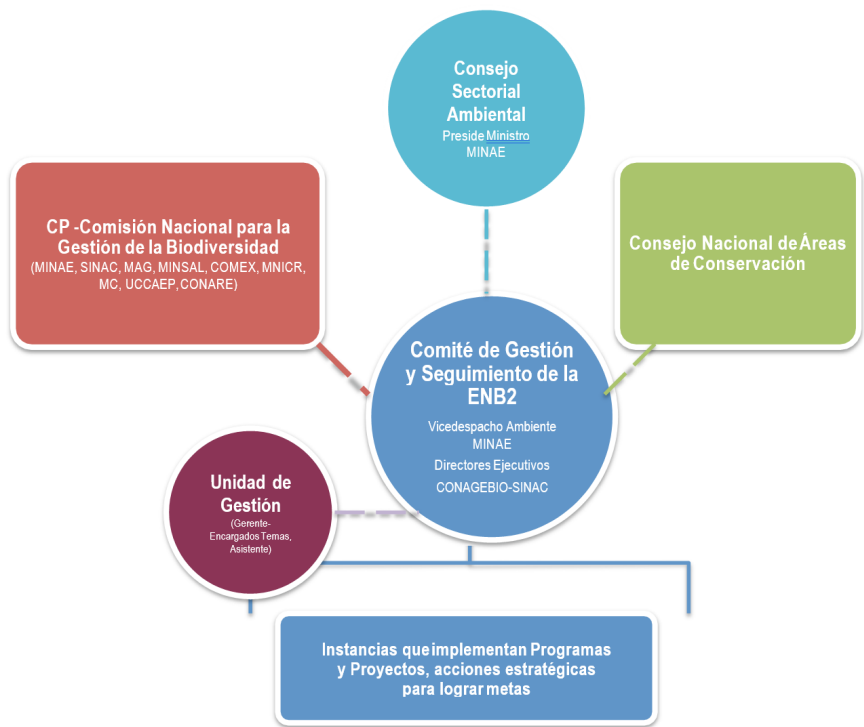 Consejo
Sectorial
Ambiental
Preside Ministro
MINAE
CP -Comisión Nacional para la
Gestión de la Biodiversidad
(MINAE, SINAC, MAG, MINSAL, COMEX, MNICR,
MC, UCCAEP, CONARE)
Consejo Nacional de Áreas
de Conservación
Comité de Gestión
y Seguimiento de la
ENB2
Vicedespacho Ambiente
MINAE
Directores Ejecutivos
CONAGEBIO-SINAC
Unidad de
Gestión
(Gerente-
Encargados Temas,
Asistente)
Instancias que implementan Programas
y Proyectos, acciones estratégicas
para lograr metas